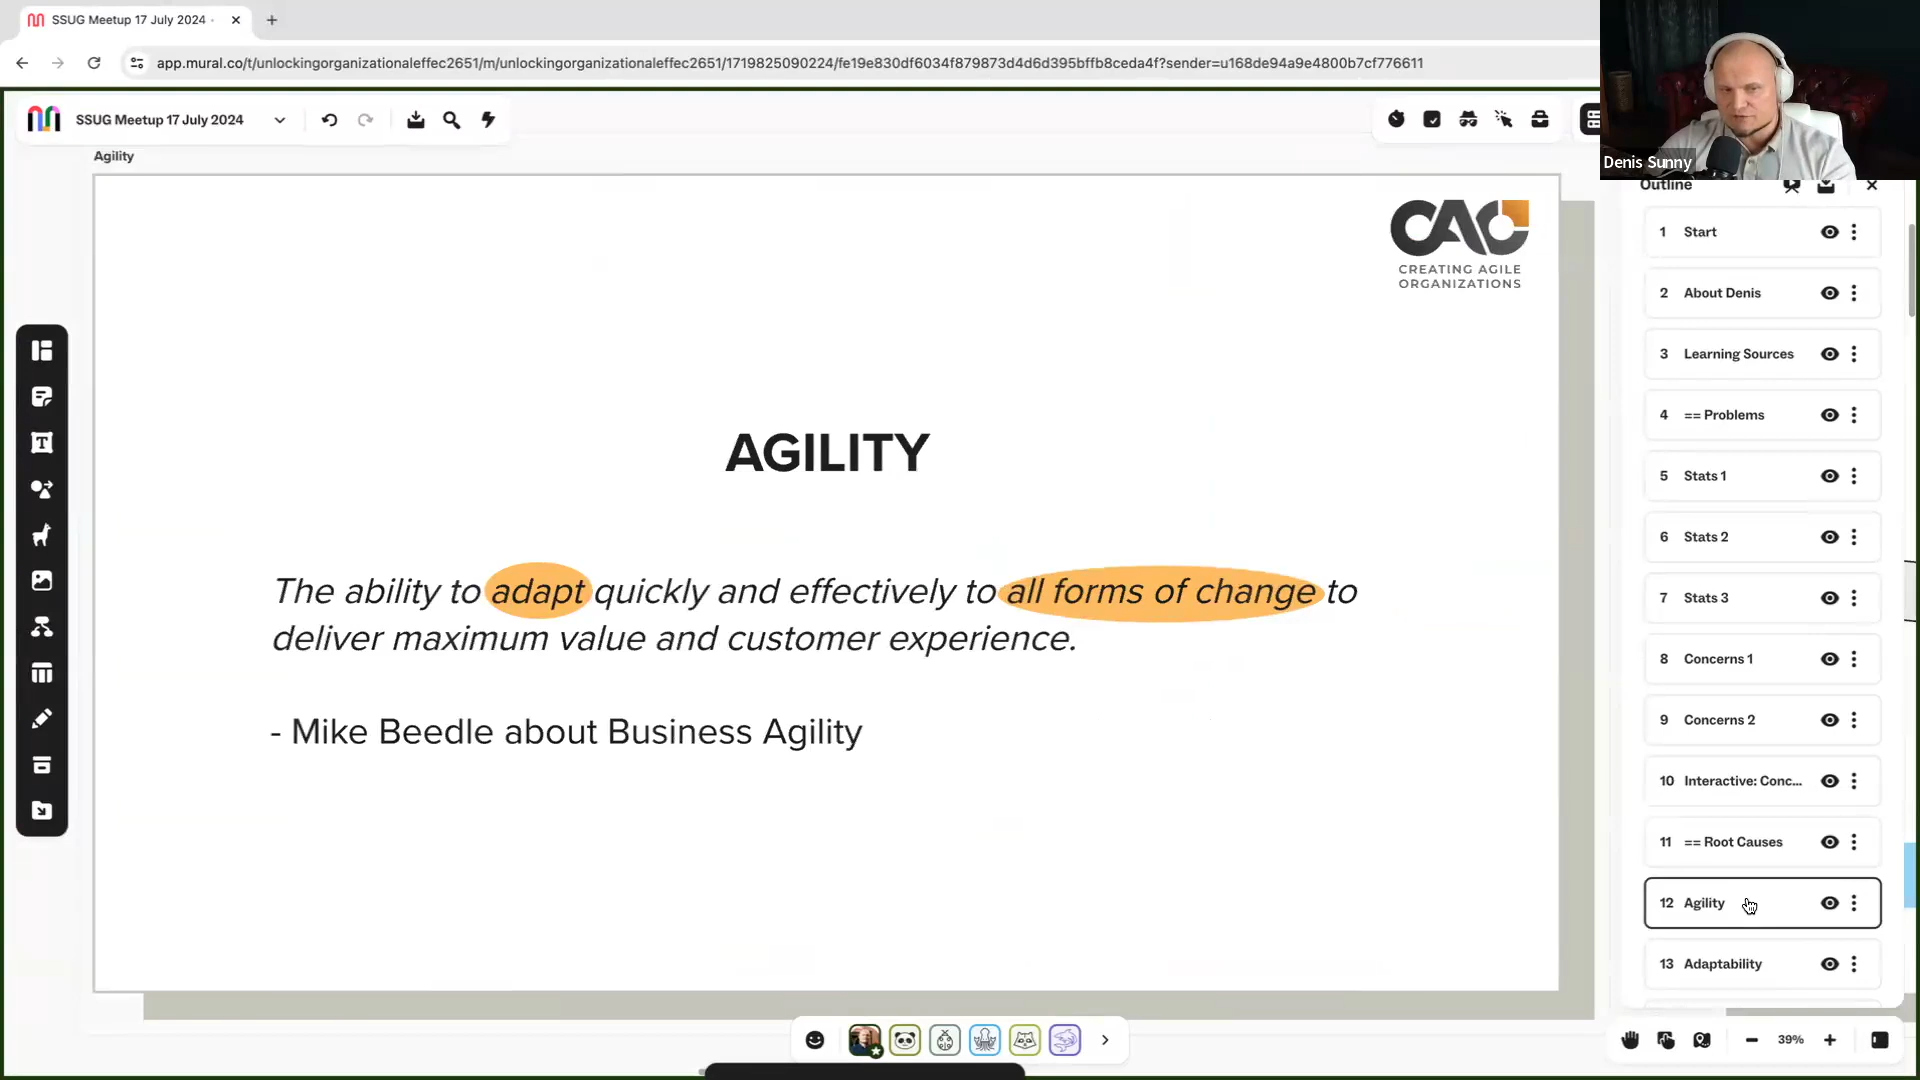 SSUG Meetup 17 July 2024 -
app.mural.co/t/unlockingorganizationaleffec2651/m/unlockingorganizationaleffec2651/1719825090224/fe19e830df6034f879873d4d6d395bffb8ceda4f?sender=u168de94a9e4800b7cf776611
SSUG Meetup 17 July 2024
Denis Sunny
Agility
CAO
CREATING AGILE
ORGANIZATIONS
AGILITY
The ability to adapt quickly and effectively to all forms of change to
deliver maximum value and customer experience.
- Mike Beedle about Business Agility
Outline
1 Start
2 About Denis
3 Learning Sources
4 == Problems
5 Stats 1
6 Stats 2
7 Stats 3
8 Concerns 1
9 Concerns 2
10 Interactive: Conc...
11 == Root Causes
12 Agility
13 Adaptability
39%